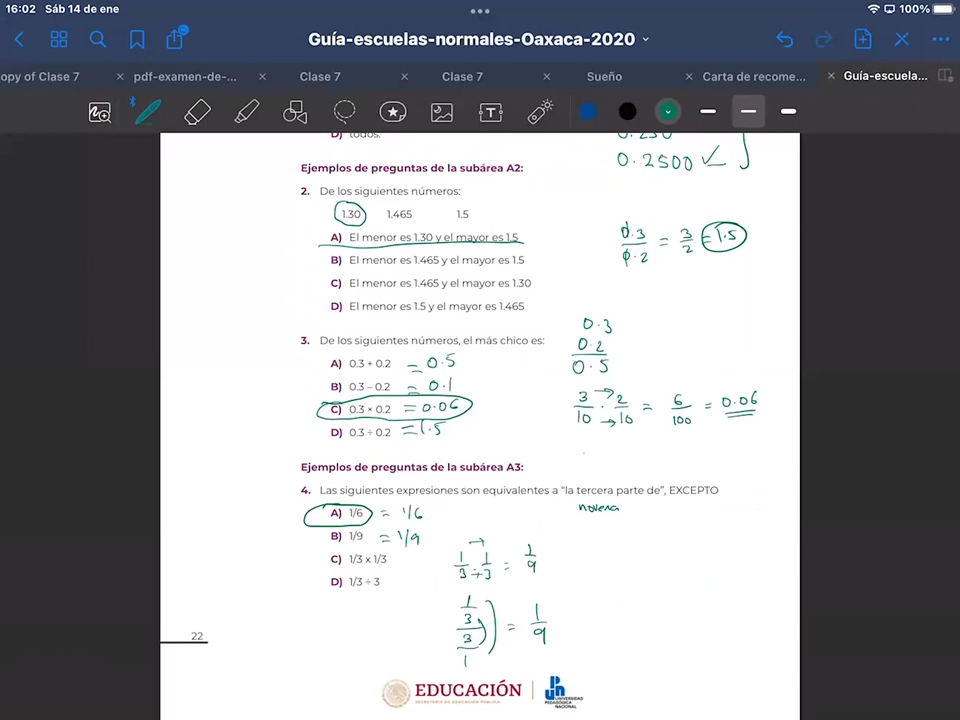 16:02 Sáb 14 de ene
100%
Guía-escuelas-normales-Oaxaca-2020
opy of Clase 7
pdf-examen-de-...
Clase 7
Clase 7
Sueño
Carta de recome...
Guía-escuela...
D) todos.
0.250
0.2500 ✓
Ejemplos de preguntas de la subárea A2:
2. De los siguientes números:
1.30 1.465 1.5
A) El menor es 1.30 y el mayor es 1.5
0.3/0.2 = 3/2 = 1.5
B) El menor es 1.465 y el mayor es 1.5
C) El menor es 1.465 y el mayor es 1.30
D) El menor es 1.5 y el mayor es 1.465
0.3
0.2
0.5
3. De los siguientes números, el más chico es:
A) 0.3 + 0.2 = 0.5
B) 0.3 – 0.2 = 0.1
C) 0.3 × 0.2 = 0.06
3/10 · 2/10 = 6/100 = 0.06
D) 0.3 ÷ 0.2 = 1.5
Ejemplos de preguntas de la subárea A3:
4. Las siguientes expresiones son equivalentes a “la tercera parte de”, EXCEPTO
novena
A) 1/6 = 1/6
B) 1/9 = 1/9
C) 1/3 x 1/3
1/3 ÷ 1/3 = 1/9
D) 1/3 ÷ 3
1/3/3/1 = 1/9
22
EDUCACIÓN
SECRETARÍA DE EDUCACIÓN PÚBLICA
UNIVERSIDAD
PEDAGÓGICA
NACIONAL